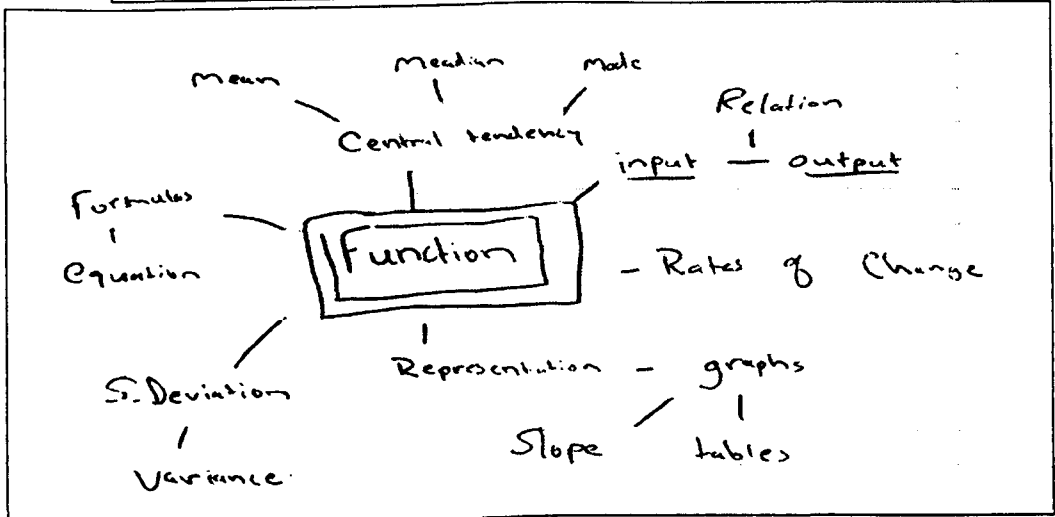 Mean
Meadian
Mode
Central tendency
Relation
input — output
Formulas
equation
Function
- Rates of Change
Representation - graphs
S. Deviation
Slope
tables
Variance